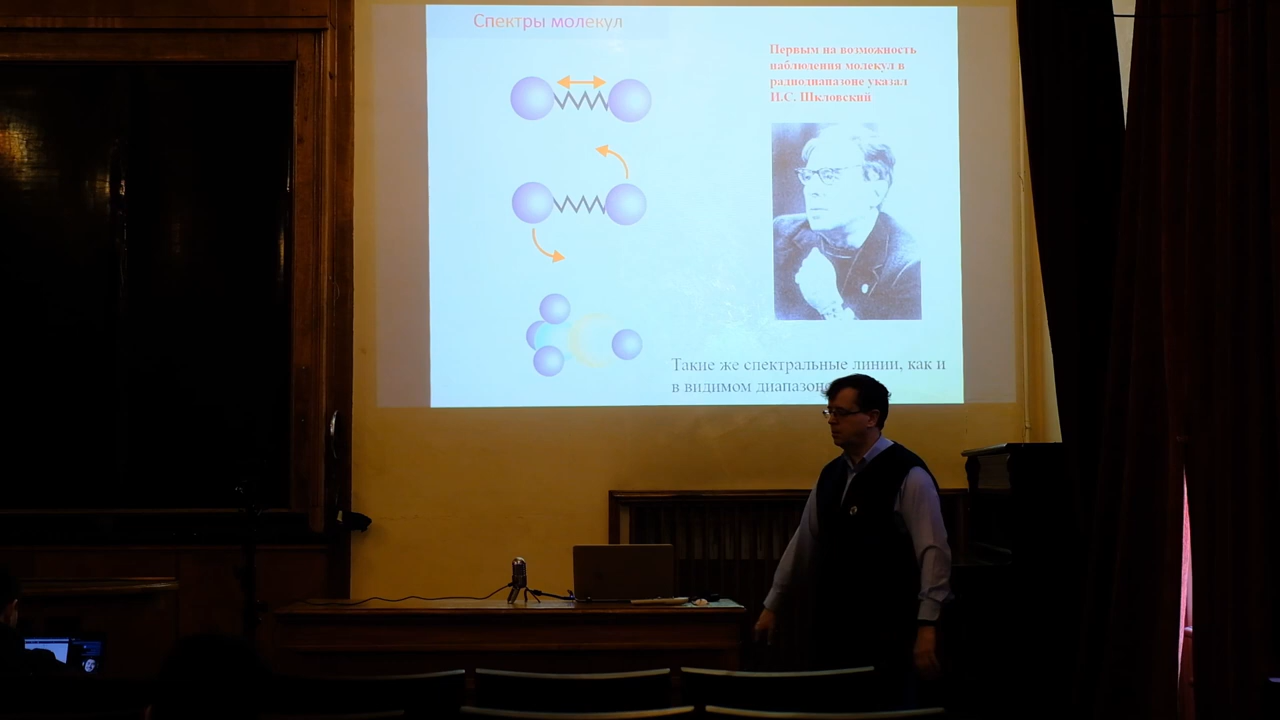 Спектры молекул
Первым на возможность
наблюдения молекул в
радиодиапазоне указал
И.С. Шкловский
Такие же спектральные линии, как и
в видимом диапазоне